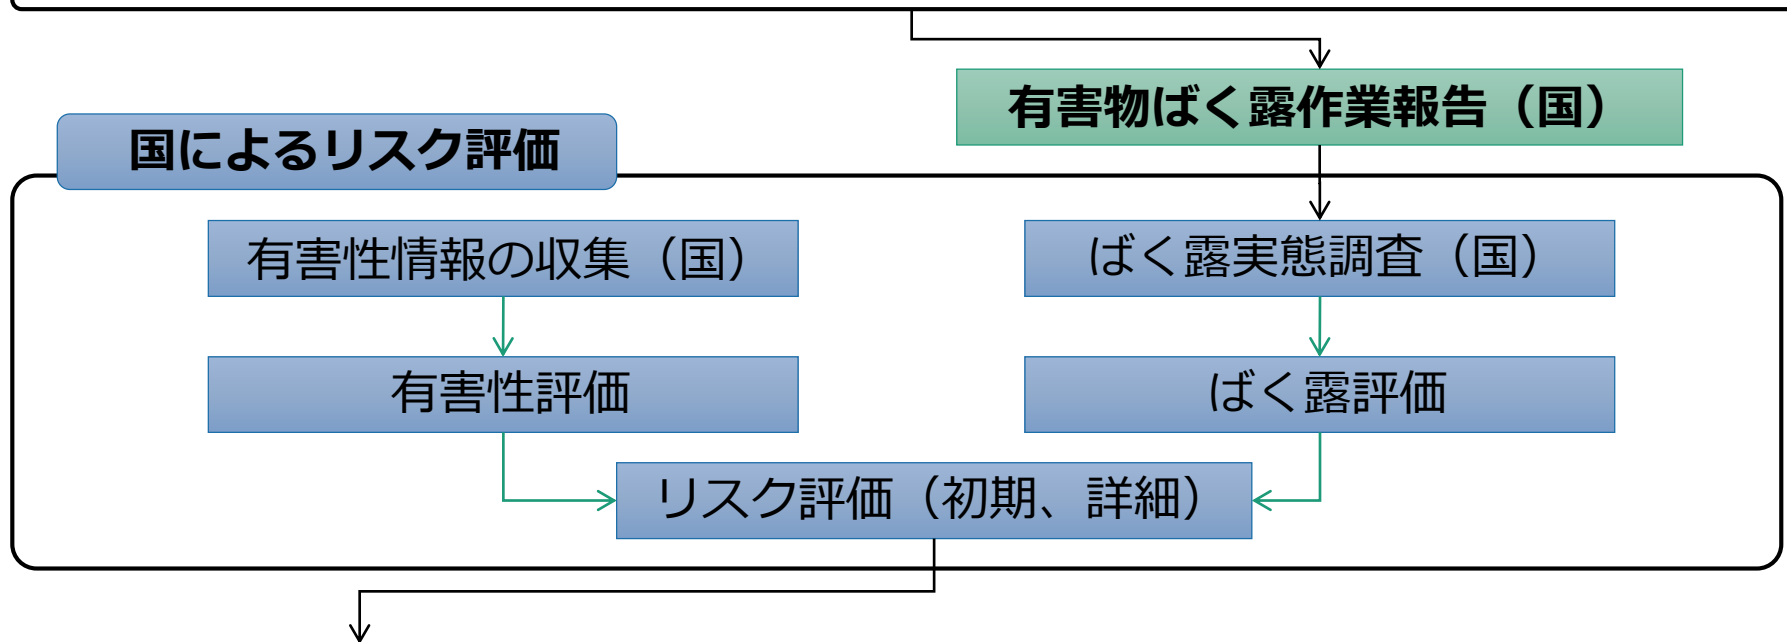 有害物ばく露作業報告（国）
国によるリスク評価
有害性情報の収集（国）
ばく露実態調査（国）
有害性評価
ばく露評価
リスク評価（初期、詳細）